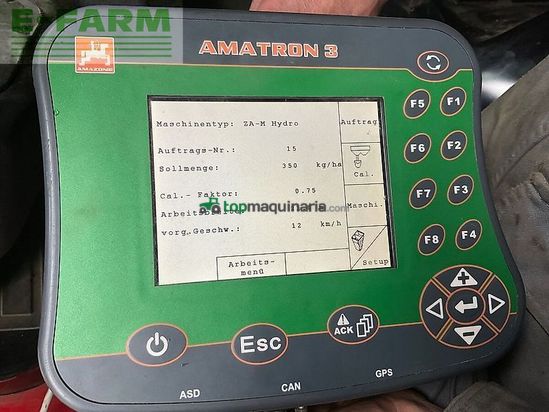 E-FARM
AMAZONE
AMATRON 3
Maschinentyp: ZA-M Hydro
Auftrag
Auftrags-Nr.: 15
Sollmenge: 350 kg/ha
Cal.
Cal.- Faktor: 0.75
Maschi.
topmaquinaria.com
vorg.Geschw.: 12 km/h
Arbeits-
menü
Setup
F5 F1
F6 F2
F7 F3
F8 F4
Esc
ACK
ASD
CAN
GPS